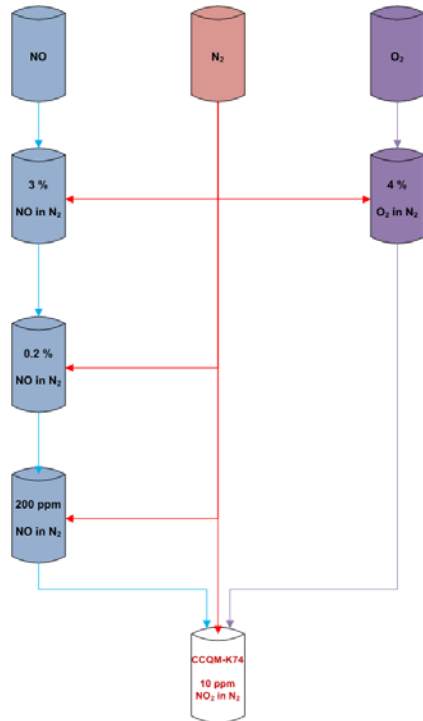 NO
N₂
O₂
3 %
NO in N₂
4 %
O₂ in N₂
0.2 %
NO in N₂
200 ppm
NO in N₂
CCQM-K74
10 ppm
NO₂ in N₂